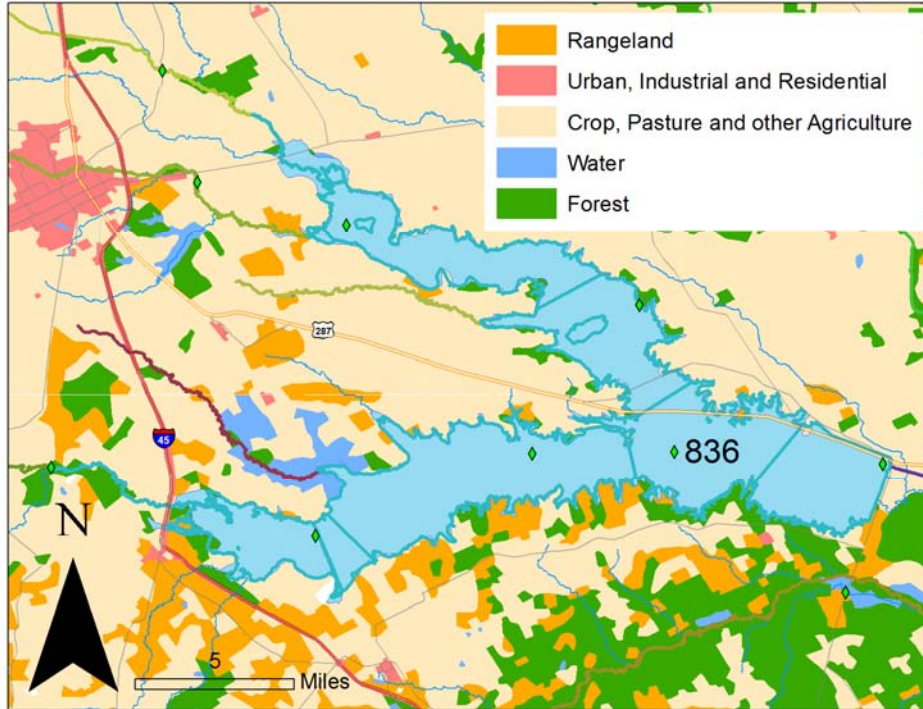 Rangeland
Urban, Industrial and Residential
Crop, Pasture and other Agriculture
Water
Forest
287
45
836
N
5
Miles